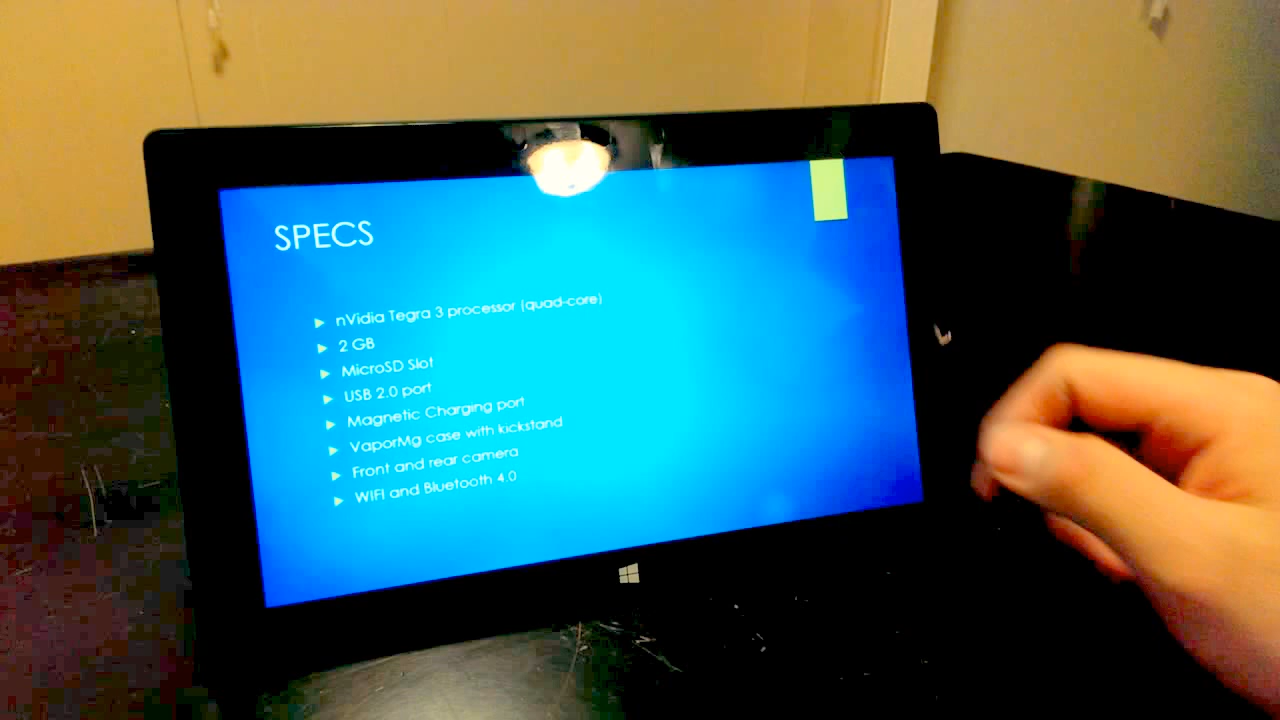 SPECS
nVidia Tegra 3 processor (quad-core)
2 GB
MicroSD Slot
USB 2.0 port
Magnetic Charging port
VaporMg case with kickstand
Front and rear camera
WIFI and Bluetooth 4.0